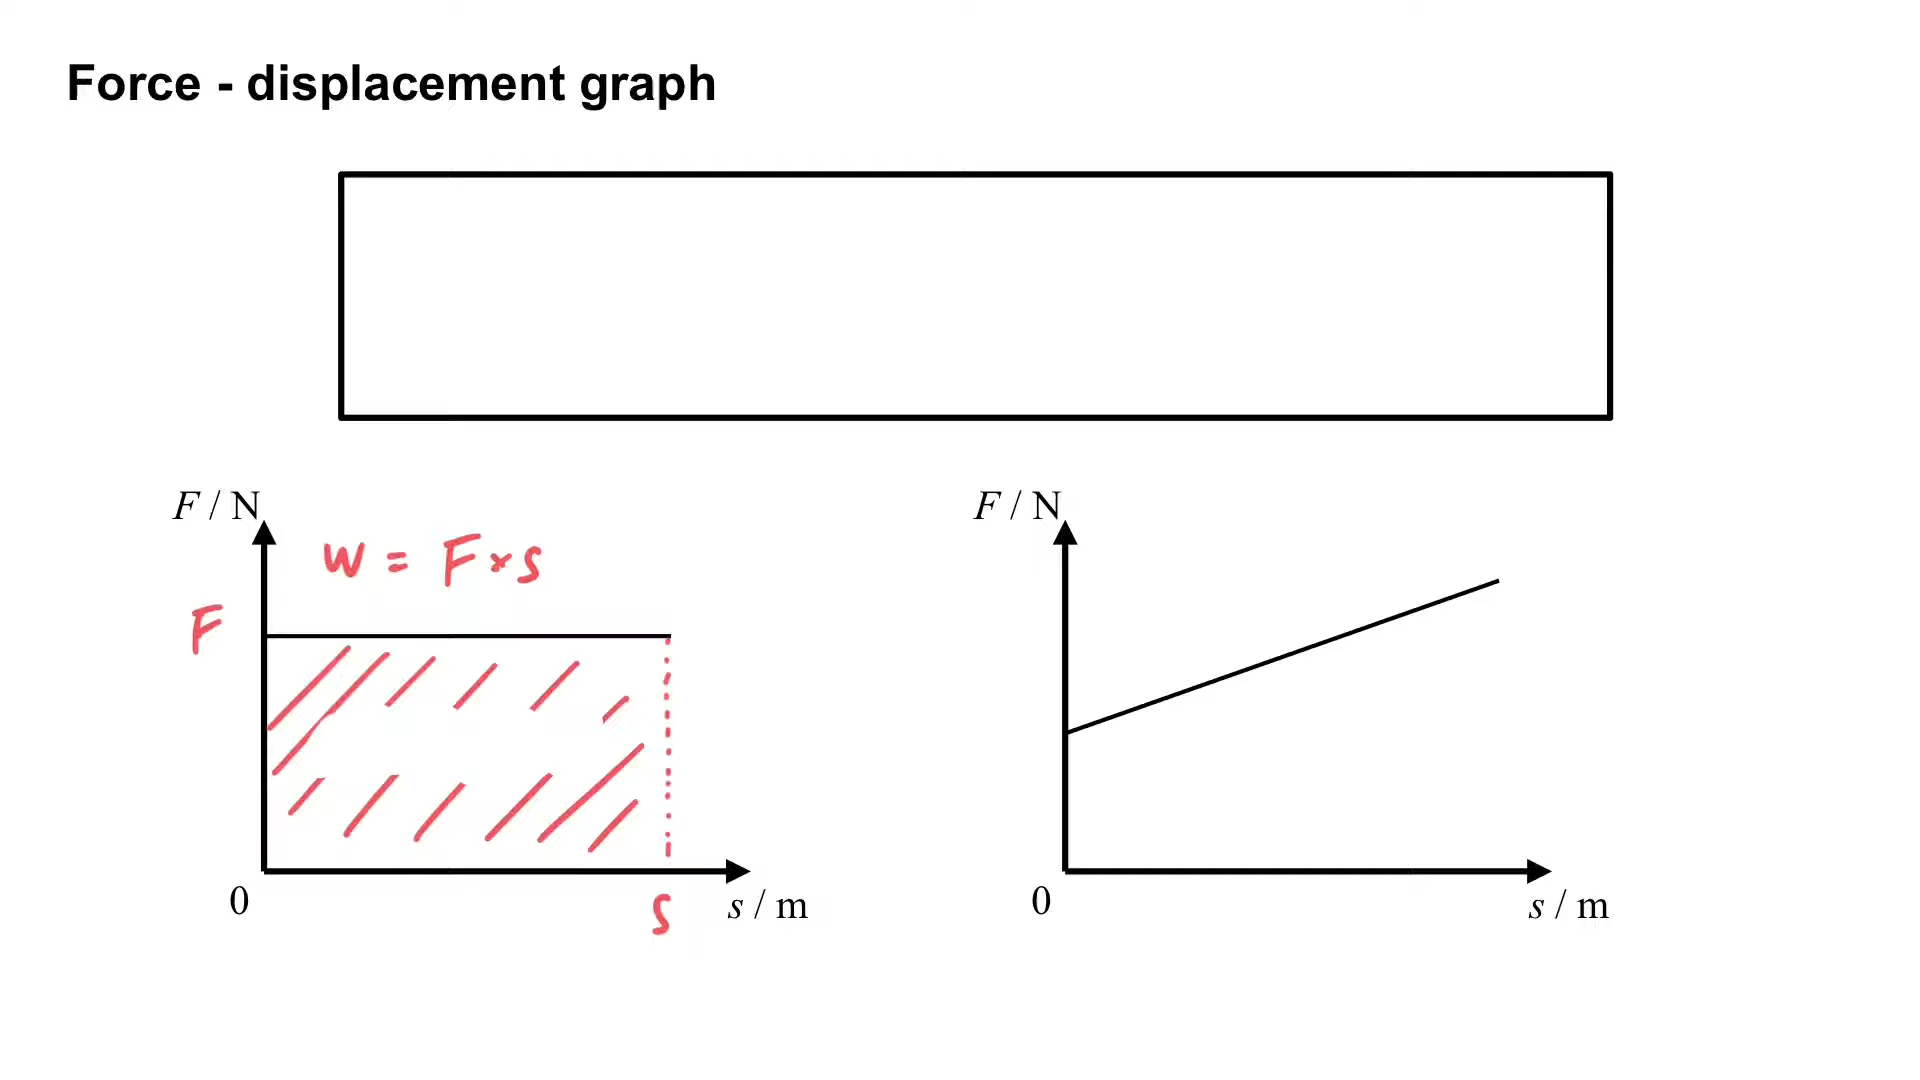 Force - displacement graph
F / N
W = F × s
F
0
s
s / m
F / N
0
s / m